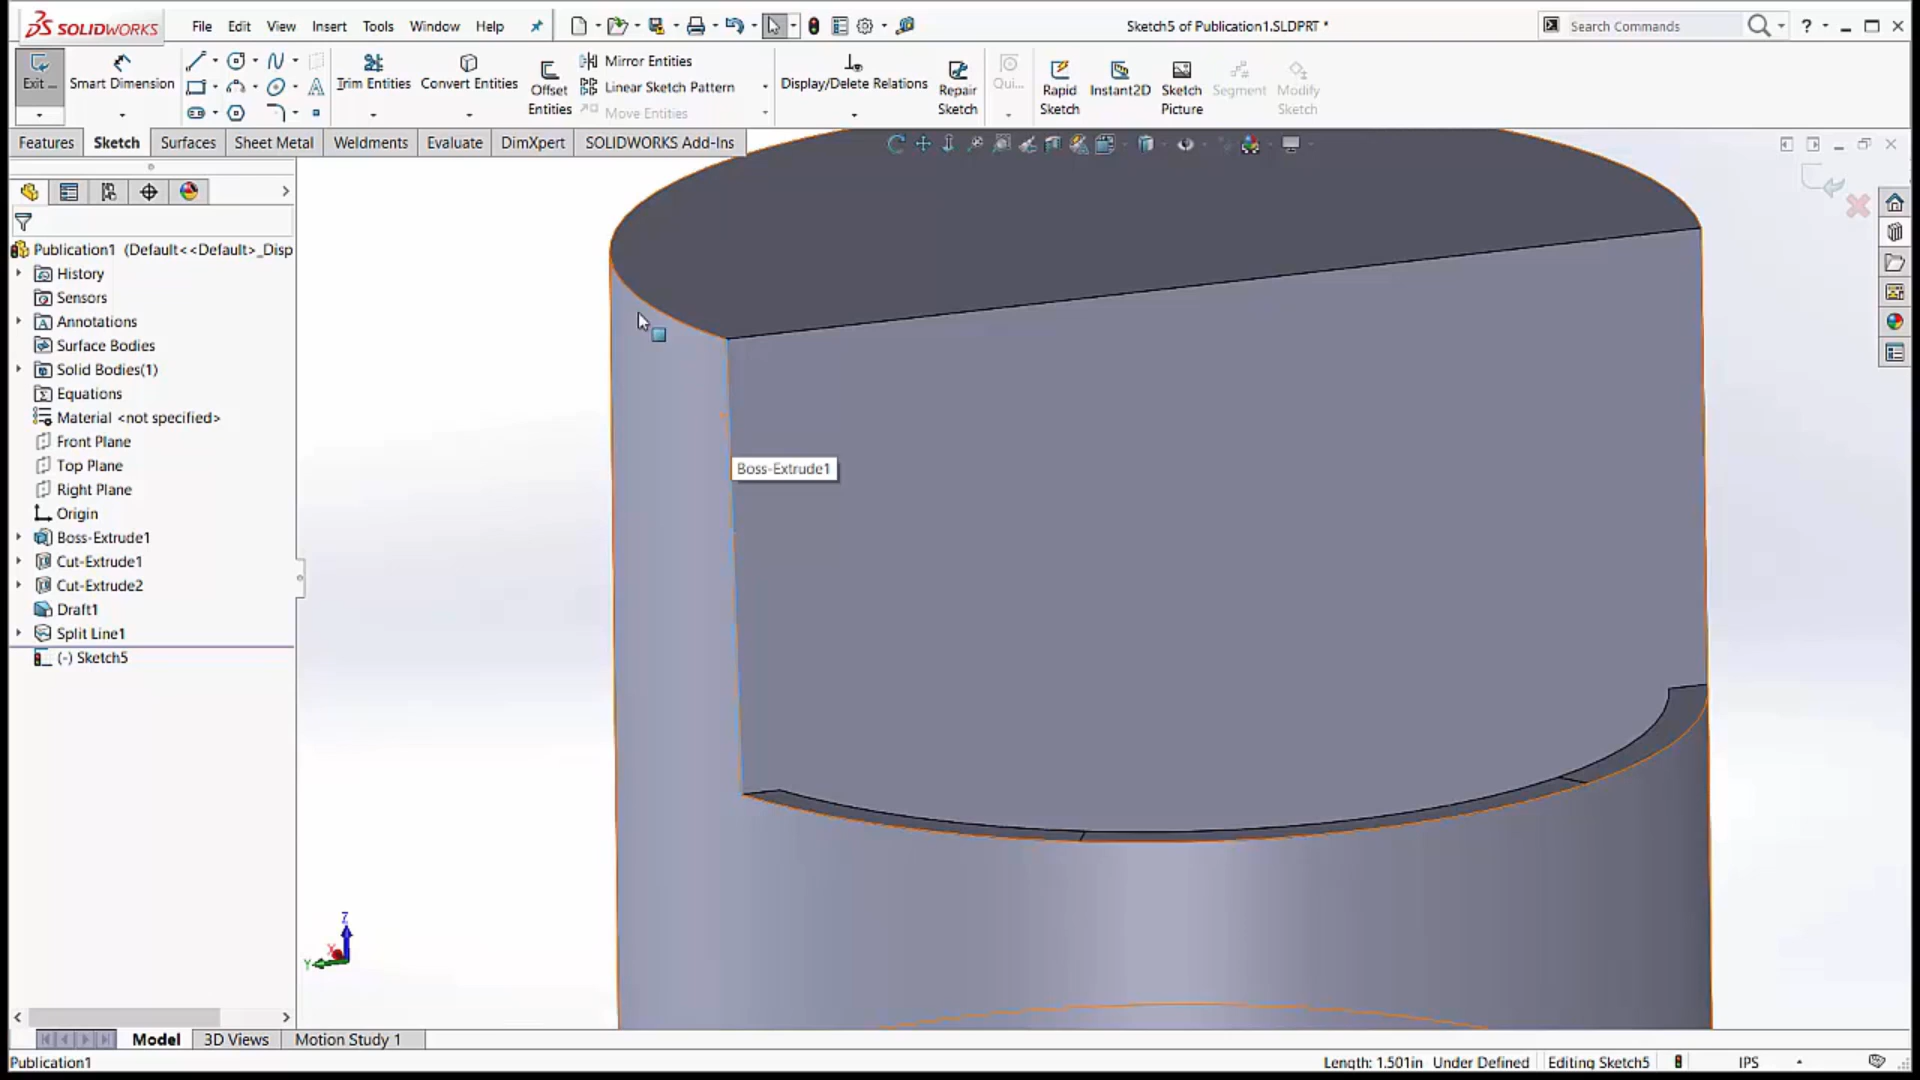 SOLIDWORKS File Edit View Insert Tools Window Help Sketch5 of Publication1.SLDPRT * Search Commands ?
Exit ... Smart Dimension Trim Entities Convert Entities Offset Entities Mirror Entities Display/Delete Relations Repair Sketch Qui... Rapid Sketch Instant2D Sketch Picture Segment Modify Sketch
Linear Sketch Pattern
Move Entities
Features Sketch Surfaces Sheet Metal Weldments Evaluate DimXpert SOLIDWORKS Add-Ins
Publication1 (Default<<Default>_Disp
History
Sensors
Annotations
Surface Bodies
Solid Bodies(1)
Equations
Material <not specified>
Front Plane
Top Plane
Right Plane
Origin
Boss-Extrude1
Cut-Extrude1
Cut-Extrude2
Draft1
Split Line1
(-) Sketch5
Boss-Extrude1
Z
X
Y
Model 3D Views Motion Study 1
Publication1 Length: 1.501in Under Defined Editing Sketch5 IPS